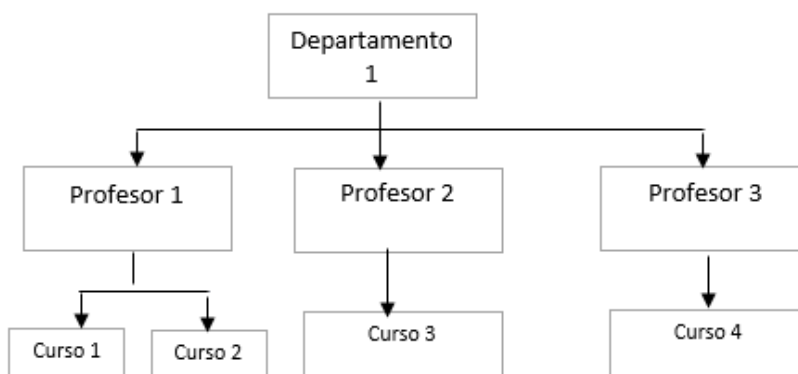 Departamento
1
Profesor 1
Profesor 2
Profesor 3
Curso 1
Curso 2
Curso 3
Curso 4